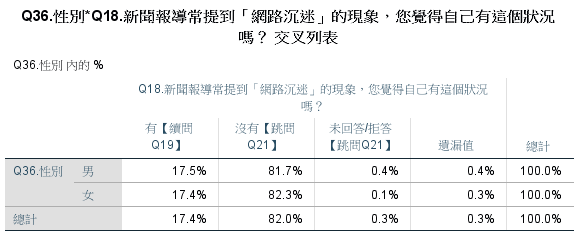 Q36.性別*Q18.新聞報導常提到「網路沉迷」的現象，您覺得自己有這個狀況
嗎？ 交叉列表
Q36.性別 內的 %
Q18.新聞報導常提到「網路沉迷」的現象，您覺得自己有這個狀況
嗎？
有【續問 沒有【跳問 未回答/拒答
Q19】 Q21】 【跳問Q21】 遺漏值 總計
Q36.性別 男 17.5% 81.7% 0.4% 0.4% 100.0%
女 17.4% 82.3% 0.1% 0.3% 100.0%
總計 17.4% 82.0% 0.3% 0.3% 100.0%